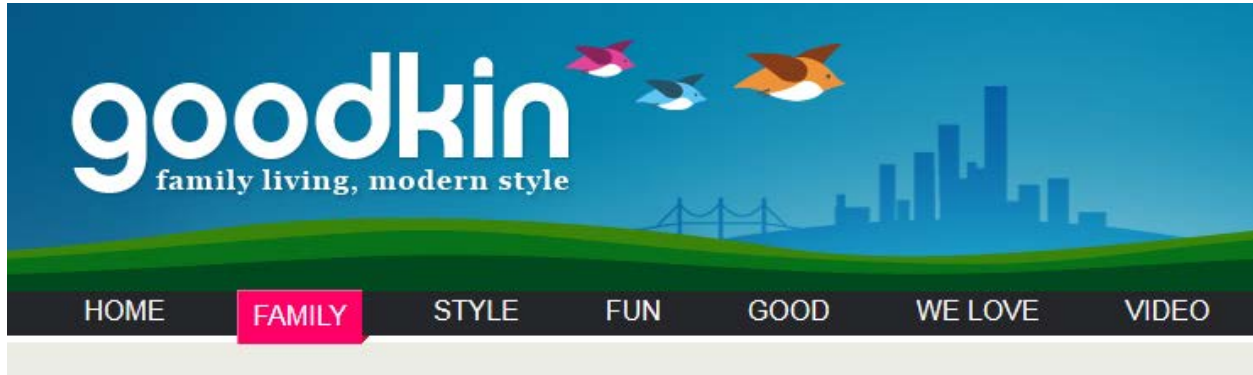 goodkin
family living, modern style
HOME FAMILY STYLE FUN GOOD WE LOVE VIDEO